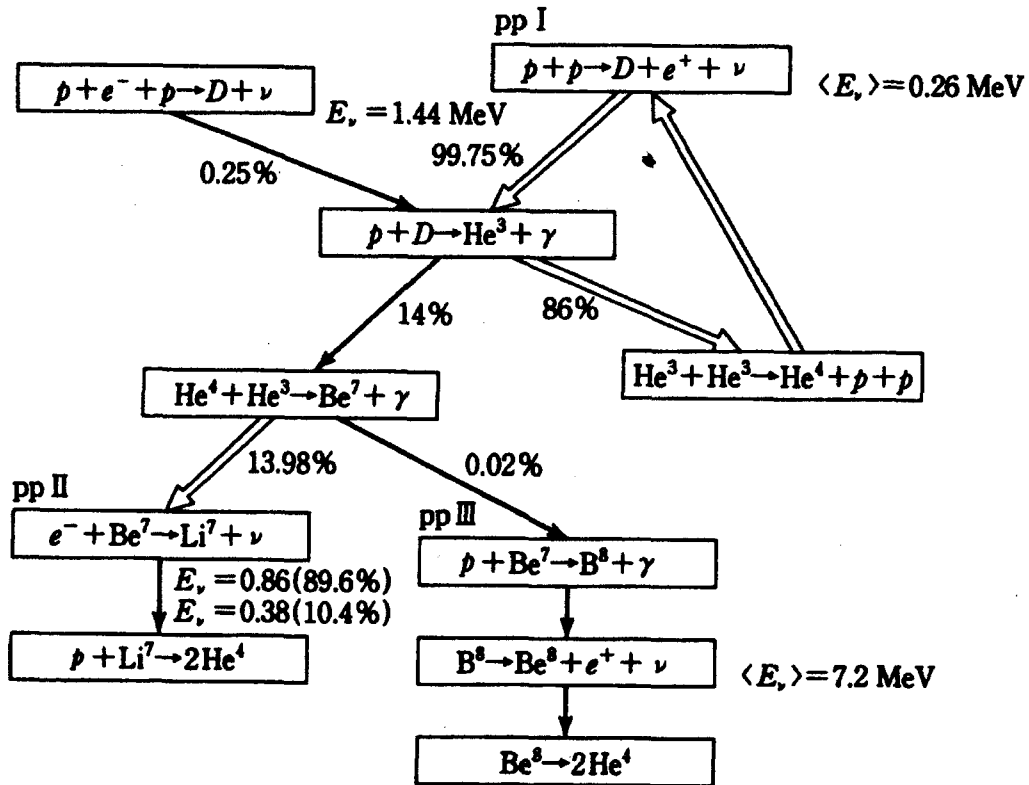 pp I
p + p → D + e⁺ + ν
⟨E_ν⟩ = 0.26 MeV
p + e⁻ + p → D + ν
E_ν = 1.44 MeV
99.75%
0.25%
p + D → He³ + γ
14%
86%
He³ + He³ → He⁴ + p + p
He⁴ + He³ → Be⁷ + γ
13.98%
0.02%
pp II
e⁻ + Be⁷ → Li⁷ + ν
pp III
p + Be⁷ → B⁸ + γ
E_ν = 0.86(89.6%)
E_ν = 0.38(10.4%)
p + Li⁷ → 2He⁴
B⁸ → Be⁸ + e⁺ + ν
⟨E_ν⟩ = 7.2 MeV
Be⁸ → 2He⁴